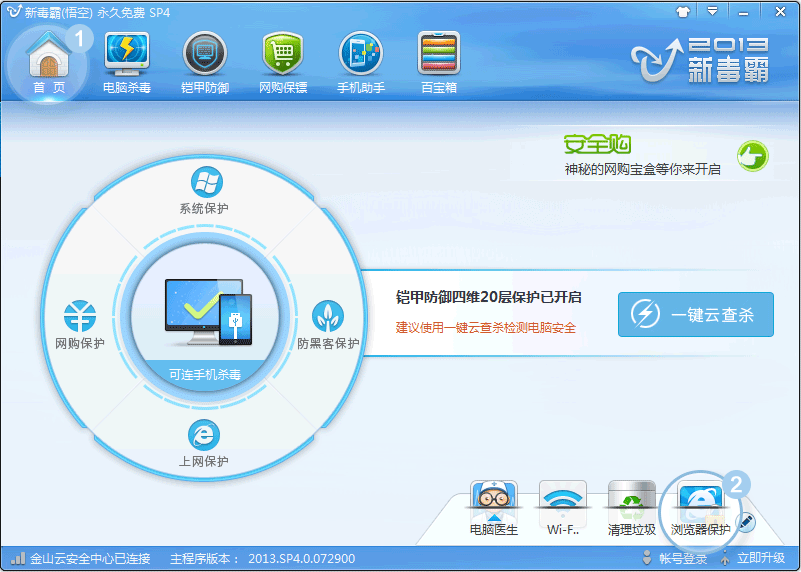 新毒霸(悟空) 永久免费 SP4
1
首 页
电脑杀毒
铠甲防御
网购保镖
手机助手
百宝箱
2013
新毒霸
安全购
神秘的网购宝盒等你来开启
系统保护
网购保护
防黑客保护
可连手机杀毒
上网保护
铠甲防御四维20层保护已开启
建议使用一键云查杀检测电脑安全
一键云查杀
2
电脑医生
Wi-F..
清理垃圾
浏览器保护
金山云安全中心已连接 主程序版本： 2013.SP4.0.072900
帐号登录 立即升级